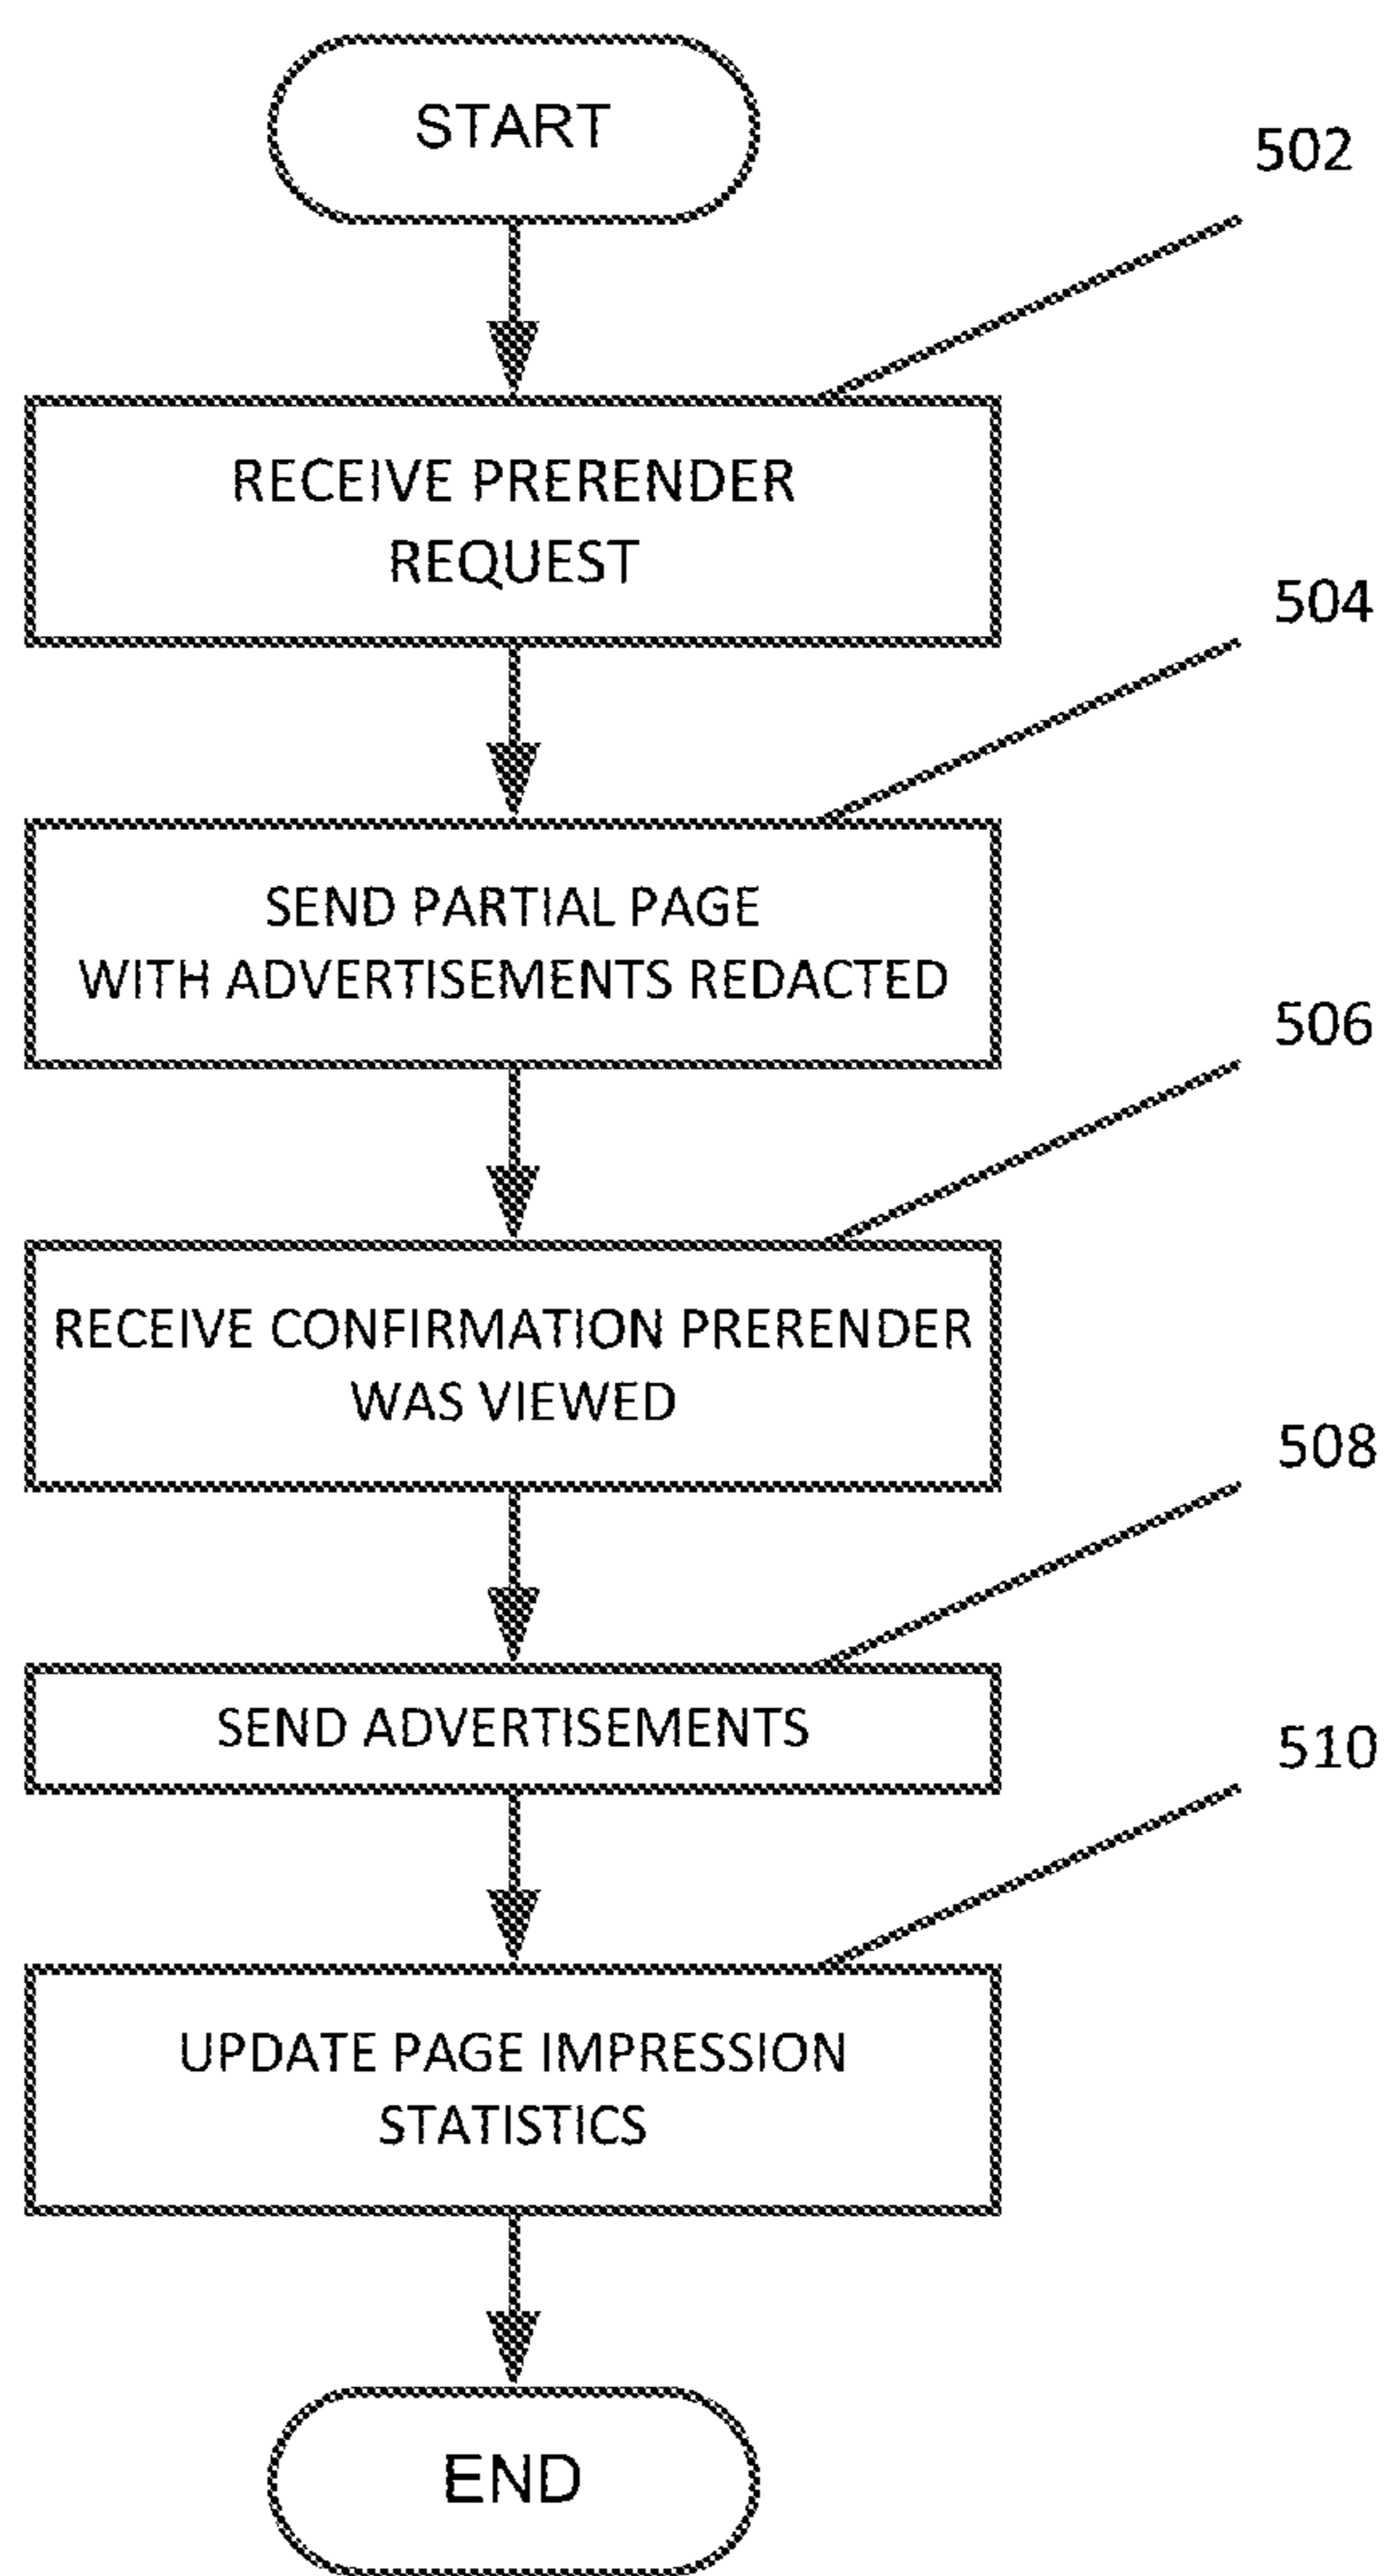 START
502
RECEIVE PRERENDER
REQUEST
504
SEND PARTIAL PAGE
WITH ADVERTISEMENTS REDACTED
506
RECEIVE CONFIRMATION PRERENDER
WAS VIEWED
508
SEND ADVERTISEMENTS
510
UPDATE PAGE IMPRESSION
STATISTICS
END